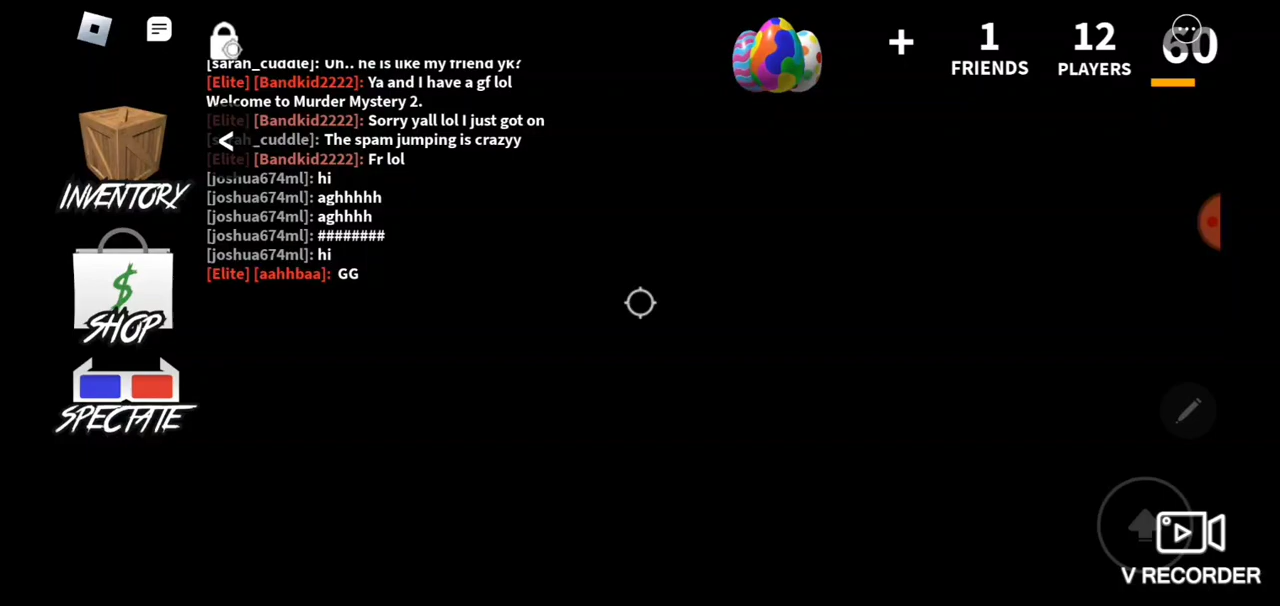 [sarah_cuddle]: Uh.. he is like my friend yk?
[Elite] [Bandkid2222]: Ya and I have a gf lol
Welcome to Murder Mystery 2.
[Elite] [Bandkid2222]: Sorry yall lol I just got on
[sarah_cuddle]: The spam jumping is crazyy
[Elite] [Bandkid2222]: Fr lol
[joshua674ml]: hi
[joshua674ml]: aghhhhh
[joshua674ml]: aghhhh
[joshua674ml]: ########
[joshua674ml]: hi
[Elite] [aahhbaa]: GG
+
1
FRIENDS
12
PLAYERS
60
INVENTORY
$
SHOP
SPECTATE
<
V RECORDER